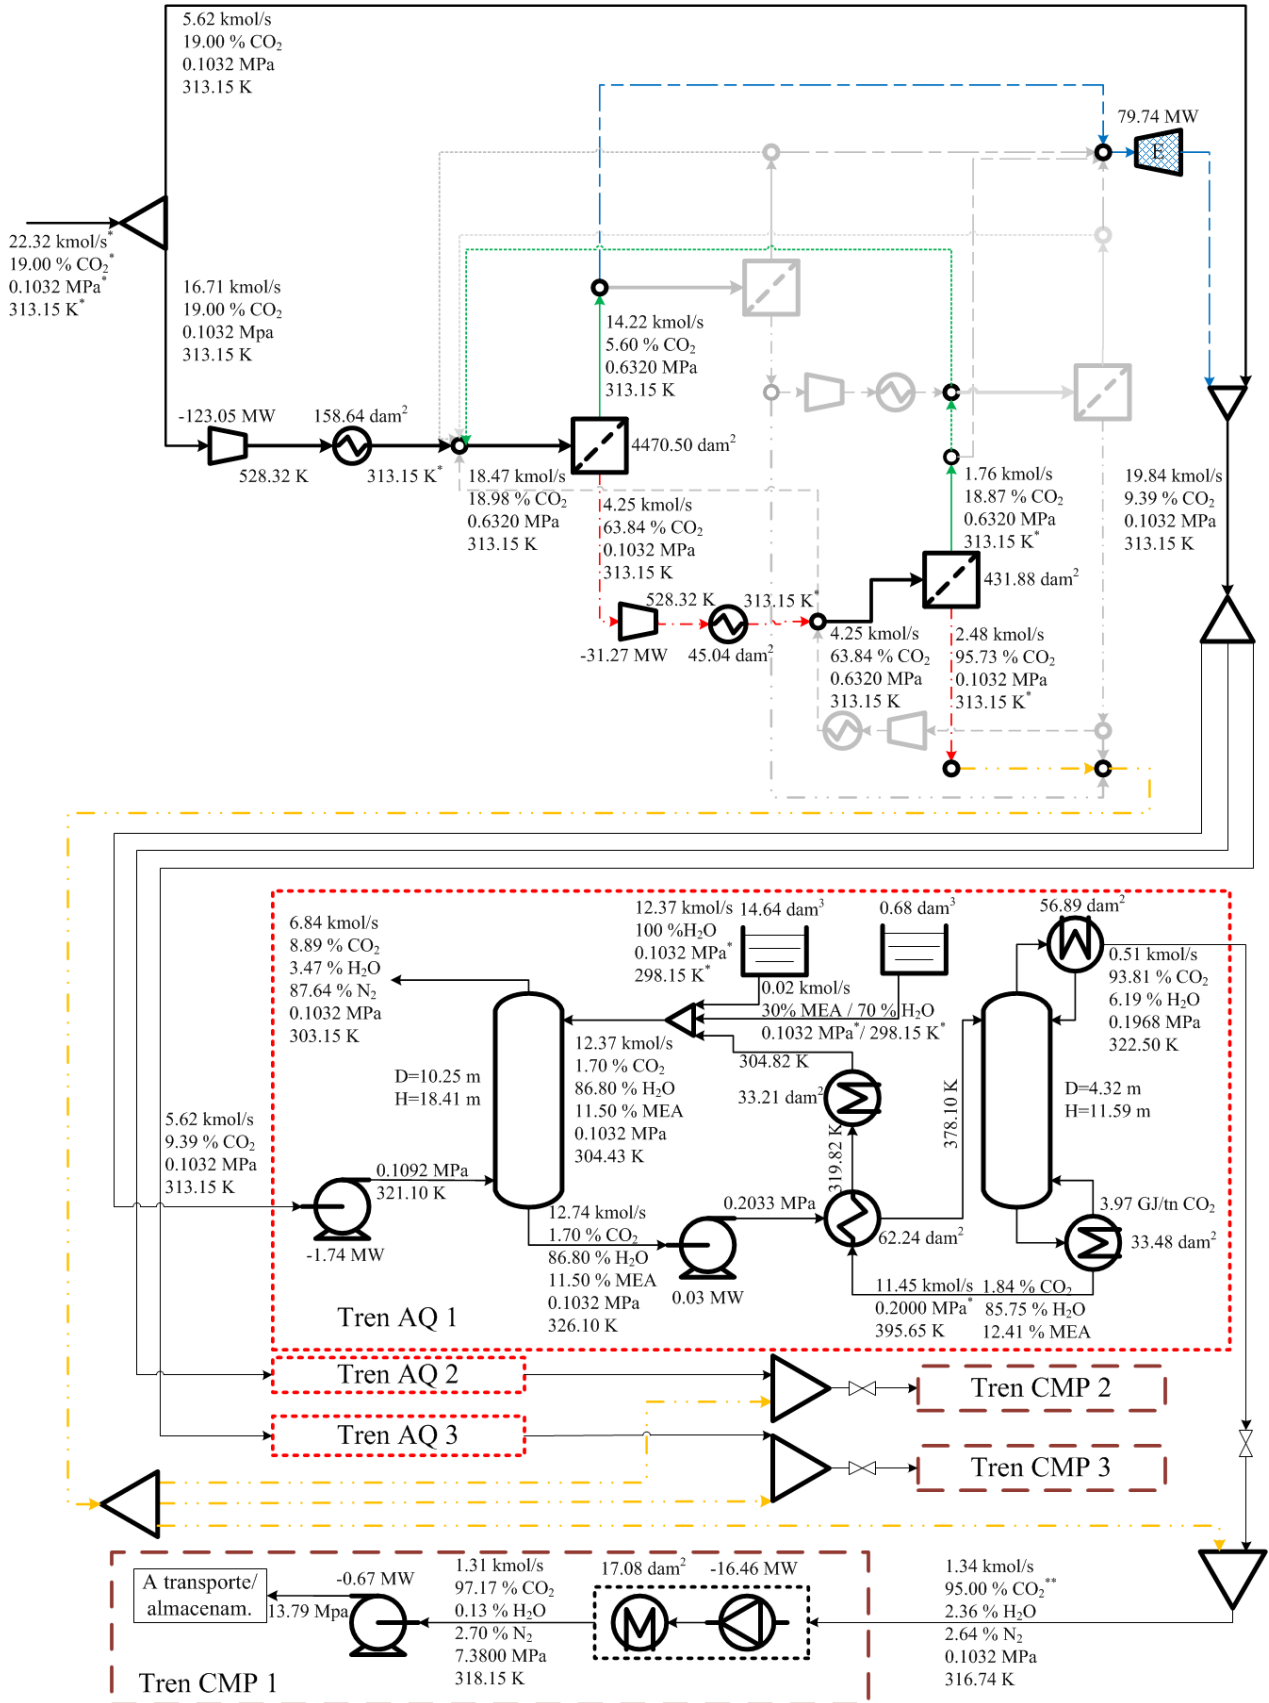 5.62 kmol/s
19.00 % CO₂
0.1032 MPa
313.15 K
79.74 MW
E
22.32 kmol/s*
19.00 % CO₂*
0.1032 MPa*
313.15 K*
16.71 kmol/s
19.00 % CO₂
0.1032 Mpa
313.15 K
14.22 kmol/s
5.60 % CO₂
0.6320 MPa
313.15 K
-123.05 MW
158.64 dam²
4470.50 dam²
528.32 K
313.15 K*
18.47 kmol/s
18.98 % CO₂
0.6320 MPa
313.15 K
1.76 kmol/s
18.87 % CO₂
0.6320 MPa
313.15 K*
19.84 kmol/s
9.39 % CO₂
0.1032 MPa
313.15 K
4.25 kmol/s
63.84 % CO₂
0.1032 MPa
313.15 K
431.88 dam²
528.32 K
313.15 K*
-31.27 MW
45.04 dam²
4.25 kmol/s
63.84 % CO₂
0.6320 MPa
313.15 K
2.48 kmol/s
95.73 % CO₂
0.1032 MPa
313.15 K*
6.84 kmol/s
8.89 % CO₂
3.47 % H₂O
87.64 % N₂
0.1032 MPa
303.15 K
12.37 kmol/s
100 %H₂O
0.1032 MPa*
298.15 K*
14.64 dam³
0.68 dam³
56.89 dam²
0.02 kmol/s
30% MEA / 70 % H₂O
0.1032 MPa*/ 298.15 K*
0.51 kmol/s
93.81 % CO₂
6.19 % H₂O
0.1968 MPa
322.50 K
D=10.25 m
H=18.41 m
12.37 kmol/s
1.70 % CO₂
86.80 % H₂O
11.50 % MEA
0.1032 MPa
304.43 K
304.82 K
33.21 dam²
319.82 K
378.10 K
D=4.32 m
H=11.59 m
5.62 kmol/s
9.39 % CO₂
0.1032 MPa
313.15 K
0.1092 MPa
321.10 K
-1.74 MW
12.74 kmol/s
1.70 % CO₂
86.80 % H₂O
11.50 % MEA
0.1032 MPa
326.10 K
0.2033 MPa
0.03 MW
62.24 dam²
3.97 GJ/tn CO₂
33.48 dam²
11.45 kmol/s
0.2000 MPa*
395.65 K
1.84 % CO₂
85.75 % H₂O
12.41 % MEA
Tren AQ 1
Tren AQ 2
Tren CMP 2
Tren AQ 3
Tren CMP 3
A transporte/
almacenam.
-0.67 MW
13.79 Mpa
1.31 kmol/s
97.17 % CO₂
0.13 % H₂O
2.70 % N₂
7.3800 MPa
318.15 K
17.08 dam²
-16.46 MW
1.34 kmol/s
95.00 % CO₂**
2.36 % H₂O
2.64 % N₂
0.1032 MPa
316.74 K
Tren CMP 1